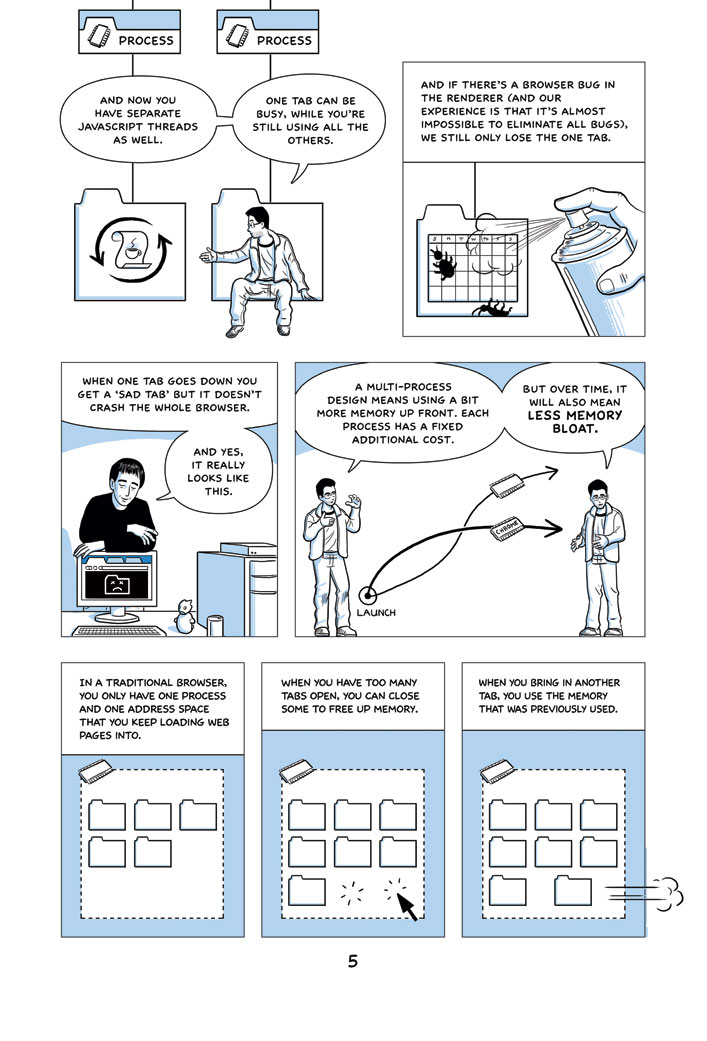 PROCESS
PROCESS
AND NOW YOU
HAVE SEPARATE
JAVASCRIPT THREADS
AS WELL.
ONE TAB CAN BE
BUSY, WHILE YOU'RE
STILL USING ALL THE
OTHERS.
AND IF THERE'S A BROWSER BUG IN
THE RENDERER (AND OUR
EXPERIENCE IS THAT IT'S ALMOST
IMPOSSIBLE TO ELIMINATE ALL BUGS),
WE STILL ONLY LOSE THE ONE TAB.
S M T W TH F S
WHEN ONE TAB GOES DOWN YOU
GET A 'SAD TAB' BUT IT DOESN'T
CRASH THE WHOLE BROWSER.
AND YES,
IT REALLY
LOOKS LIKE
THIS.
A MULTI-PROCESS
DESIGN MEANS USING A BIT
MORE MEMORY UP FRONT. EACH
PROCESS HAS A FIXED
ADDITIONAL COST.
BUT OVER TIME, IT
WILL ALSO MEAN
LESS MEMORY
BLOAT.
CHROME
LAUNCH
IN A TRADITIONAL BROWSER,
YOU ONLY HAVE ONE PROCESS
AND ONE ADDRESS SPACE
THAT YOU KEEP LOADING WEB
PAGES INTO.
WHEN YOU HAVE TOO MANY
TABS OPEN, YOU CAN CLOSE
SOME TO FREE UP MEMORY.
WHEN YOU BRING IN ANOTHER
TAB, YOU USE THE MEMORY
THAT WAS PREVIOUSLY USED.
5